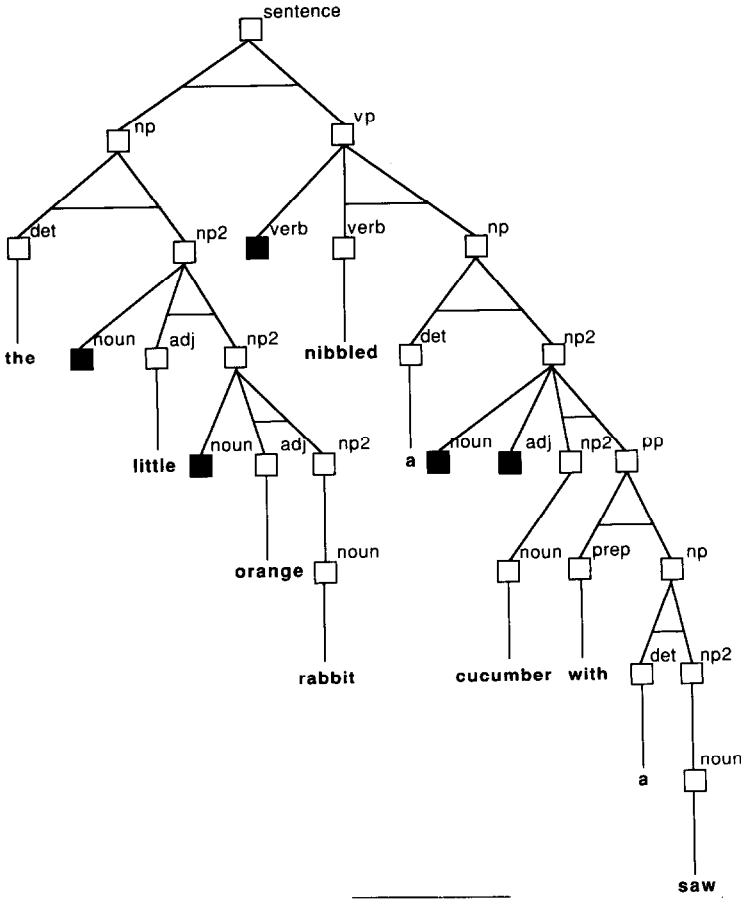 sentence
np
vp
det
np2
verb
verb
np
the
noun
adj
np2
nibbled
det
np2
little
noun
adj
np2
a
noun
adj
np2
pp
orange
noun
noun
prep
np
rabbit
cucumber
with
det
np2
a
noun
saw